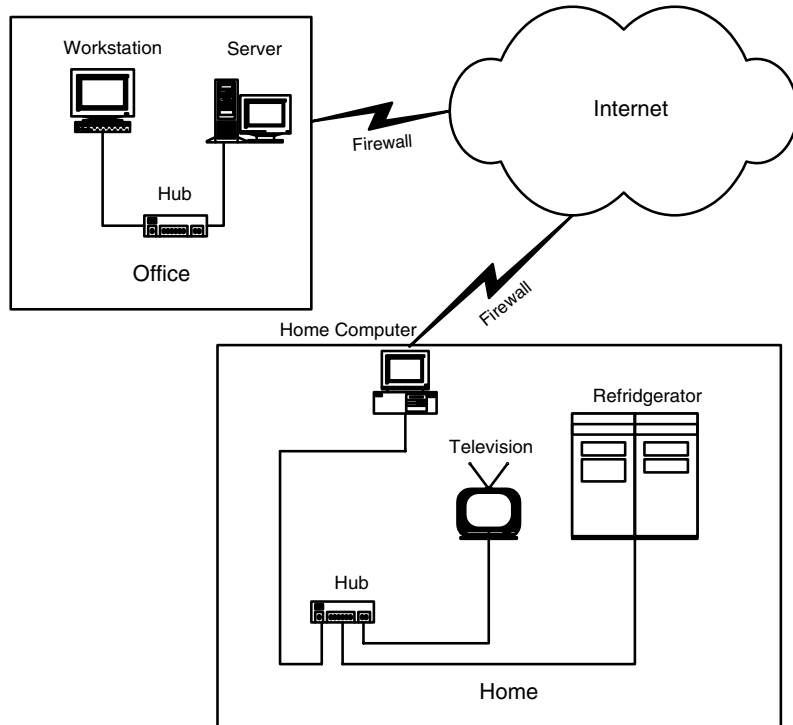 Workstation
Server
Internet
Firewall
Hub
Office
Firewall
Home Computer
Refridgerator
Television
Hub
Home